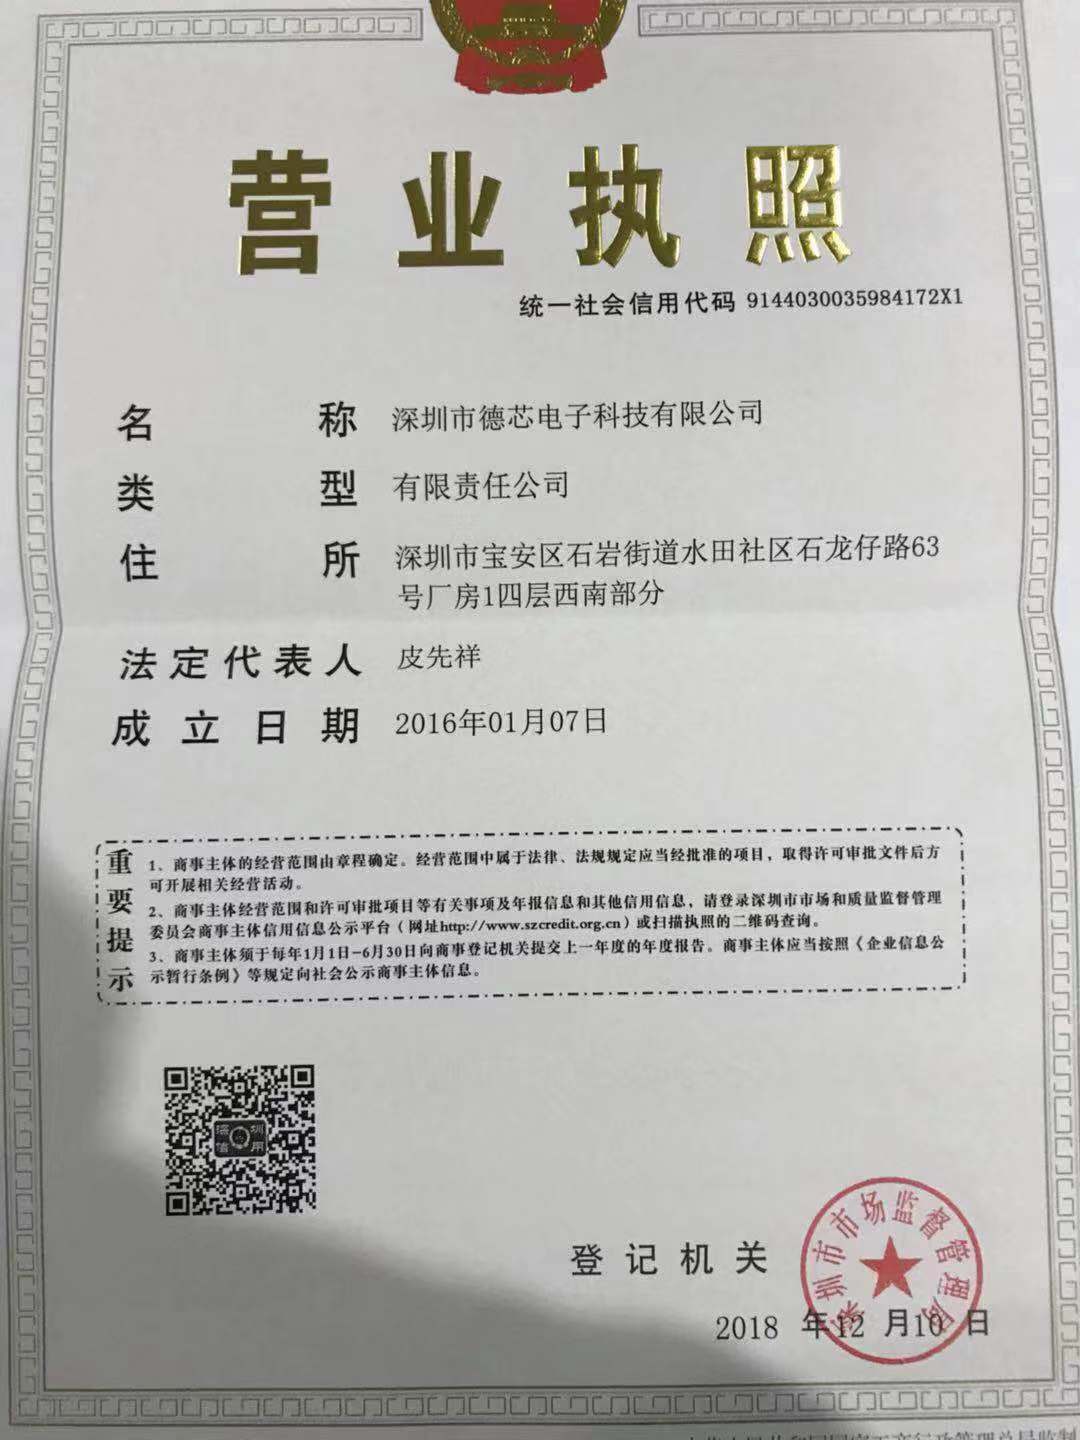 营业执照
统一社会信用代码 9144030035984172X1
名称 深圳市德芯电子科技有限公司
类型 有限责任公司
住所 深圳市宝安区石岩街道水田社区石龙仔路63
号厂房1四层西南部分
法定代表人 皮先祥
成立日期 2016年01月07日
重要提示
1、商事主体的经营范围由章程确定。经营范围中属于法律、法规规定应当经批准的项目，取得许可审批文件后方
可开展相关经营活动。
2、商事主体经营范围和许可审批项目等有关事项及年报信息和其他信用信息，请登录深圳市市场和质量监督管理
委员会商事主体信用信息公示平台（网址http://www.szcredit.org.cn）或扫描执照的二维码查询。
3、商事主体须于每年1月1日-6月30日向商事登记机关提交上一年度的年度报告。商事主体应当按照《企业信息公
示暂行条例》等规定向社会公示商事主体信息。
深圳
信用
登记机关
深圳市市场监督管理局
2018 年12 月10 日